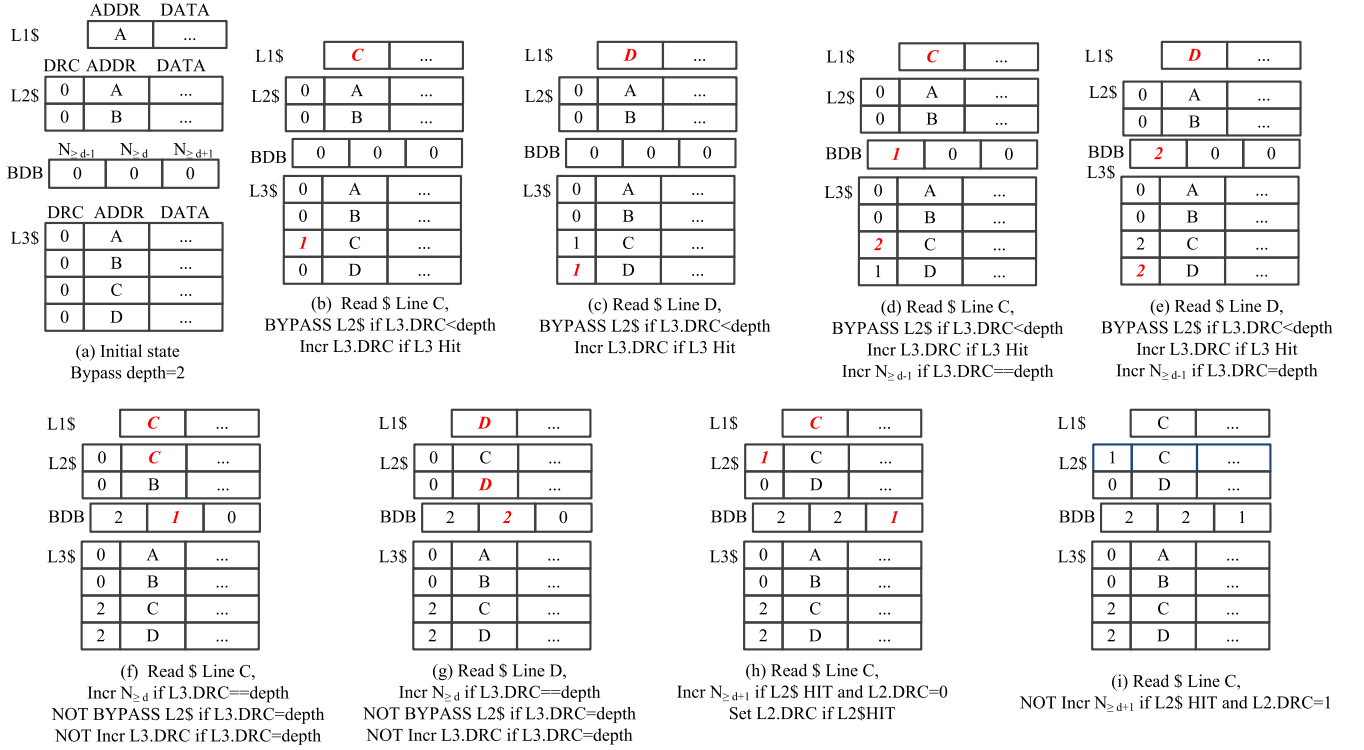 ADDR DATA
L1$ A ...
DRC ADDR DATA
L2$ 0 A ...
0 B ...
N≥d-1 N≥d N≥d+1
BDB 0 0 0
DRC ADDR DATA
L3$ 0 A ...
0 B ...
0 C ...
0 D ...
(a) Initial state
Bypass depth=2
L1$ C ...
L2$ 0 A ...
0 B ...
BDB 0 0 0
L3$ 0 A ...
0 B ...
1 C ...
0 D ...
(b) Read $ Line C,
BYPASS L2$ if L3.DRC<depth
Incr L3.DRC if L3 Hit
L1$ D ...
L2$ 0 A ...
0 B ...
BDB 0 0 0
L3$ 0 A ...
0 B ...
1 C ...
1 D ...
(c) Read $ Line D,
BYPASS L2$ if L3.DRC<depth
Incr L3.DRC if L3 Hit
L1$ C ...
L2$ 0 A ...
0 B ...
BDB 1 0 0
L3$ 0 A ...
0 B ...
2 C ...
1 D ...
(d) Read $ Line C,
BYPASS L2$ if L3.DRC<depth
Incr L3.DRC if L3 Hit
Incr N≥d-1 if L3.DRC==depth
L1$ D ...
L2$ 0 A ...
0 B ...
BDB 2 0 0
L3$ 0 A ...
0 B ...
2 C ...
2 D ...
(e) Read $ Line D,
BYPASS L2$ if L3.DRC<depth
Incr L3.DRC if L3 Hit
Incr N≥d-1 if L3.DRC=depth
L1$ C ...
L2$ 0 C ...
0 B ...
BDB 2 1 0
L3$ 0 A ...
0 B ...
2 C ...
2 D ...
(f) Read $ Line C,
Incr N≥d if L3.DRC==depth
NOT BYPASS L2$ if L3.DRC=depth
NOT Incr L3.DRC if L3.DRC=depth
L1$ D ...
L2$ 0 C ...
0 D ...
BDB 2 2 0
L3$ 0 A ...
0 B ...
2 C ...
2 D ...
(g) Read $ Line D,
Incr N≥d if L3.DRC==depth
NOT BYPASS L2$ if L3.DRC=depth
NOT Incr L3.DRC if L3.DRC=depth
L1$ C ...
L2$ 1 C ...
0 D ...
BDB 2 2 1
L3$ 0 A ...
0 B ...
2 C ...
2 D ...
(h) Read $ Line C,
Incr N≥d+1 if L2$ HIT and L2.DRC=0
Set L2.DRC if L2$HIT
L1$ C ...
L2$ 1 C ...
0 D ...
BDB 2 2 1
L3$ 0 A ...
0 B ...
2 C ...
2 D ...
(i) Read $ Line C,
NOT Incr N≥d+1 if L2$ HIT and L2.DRC=1